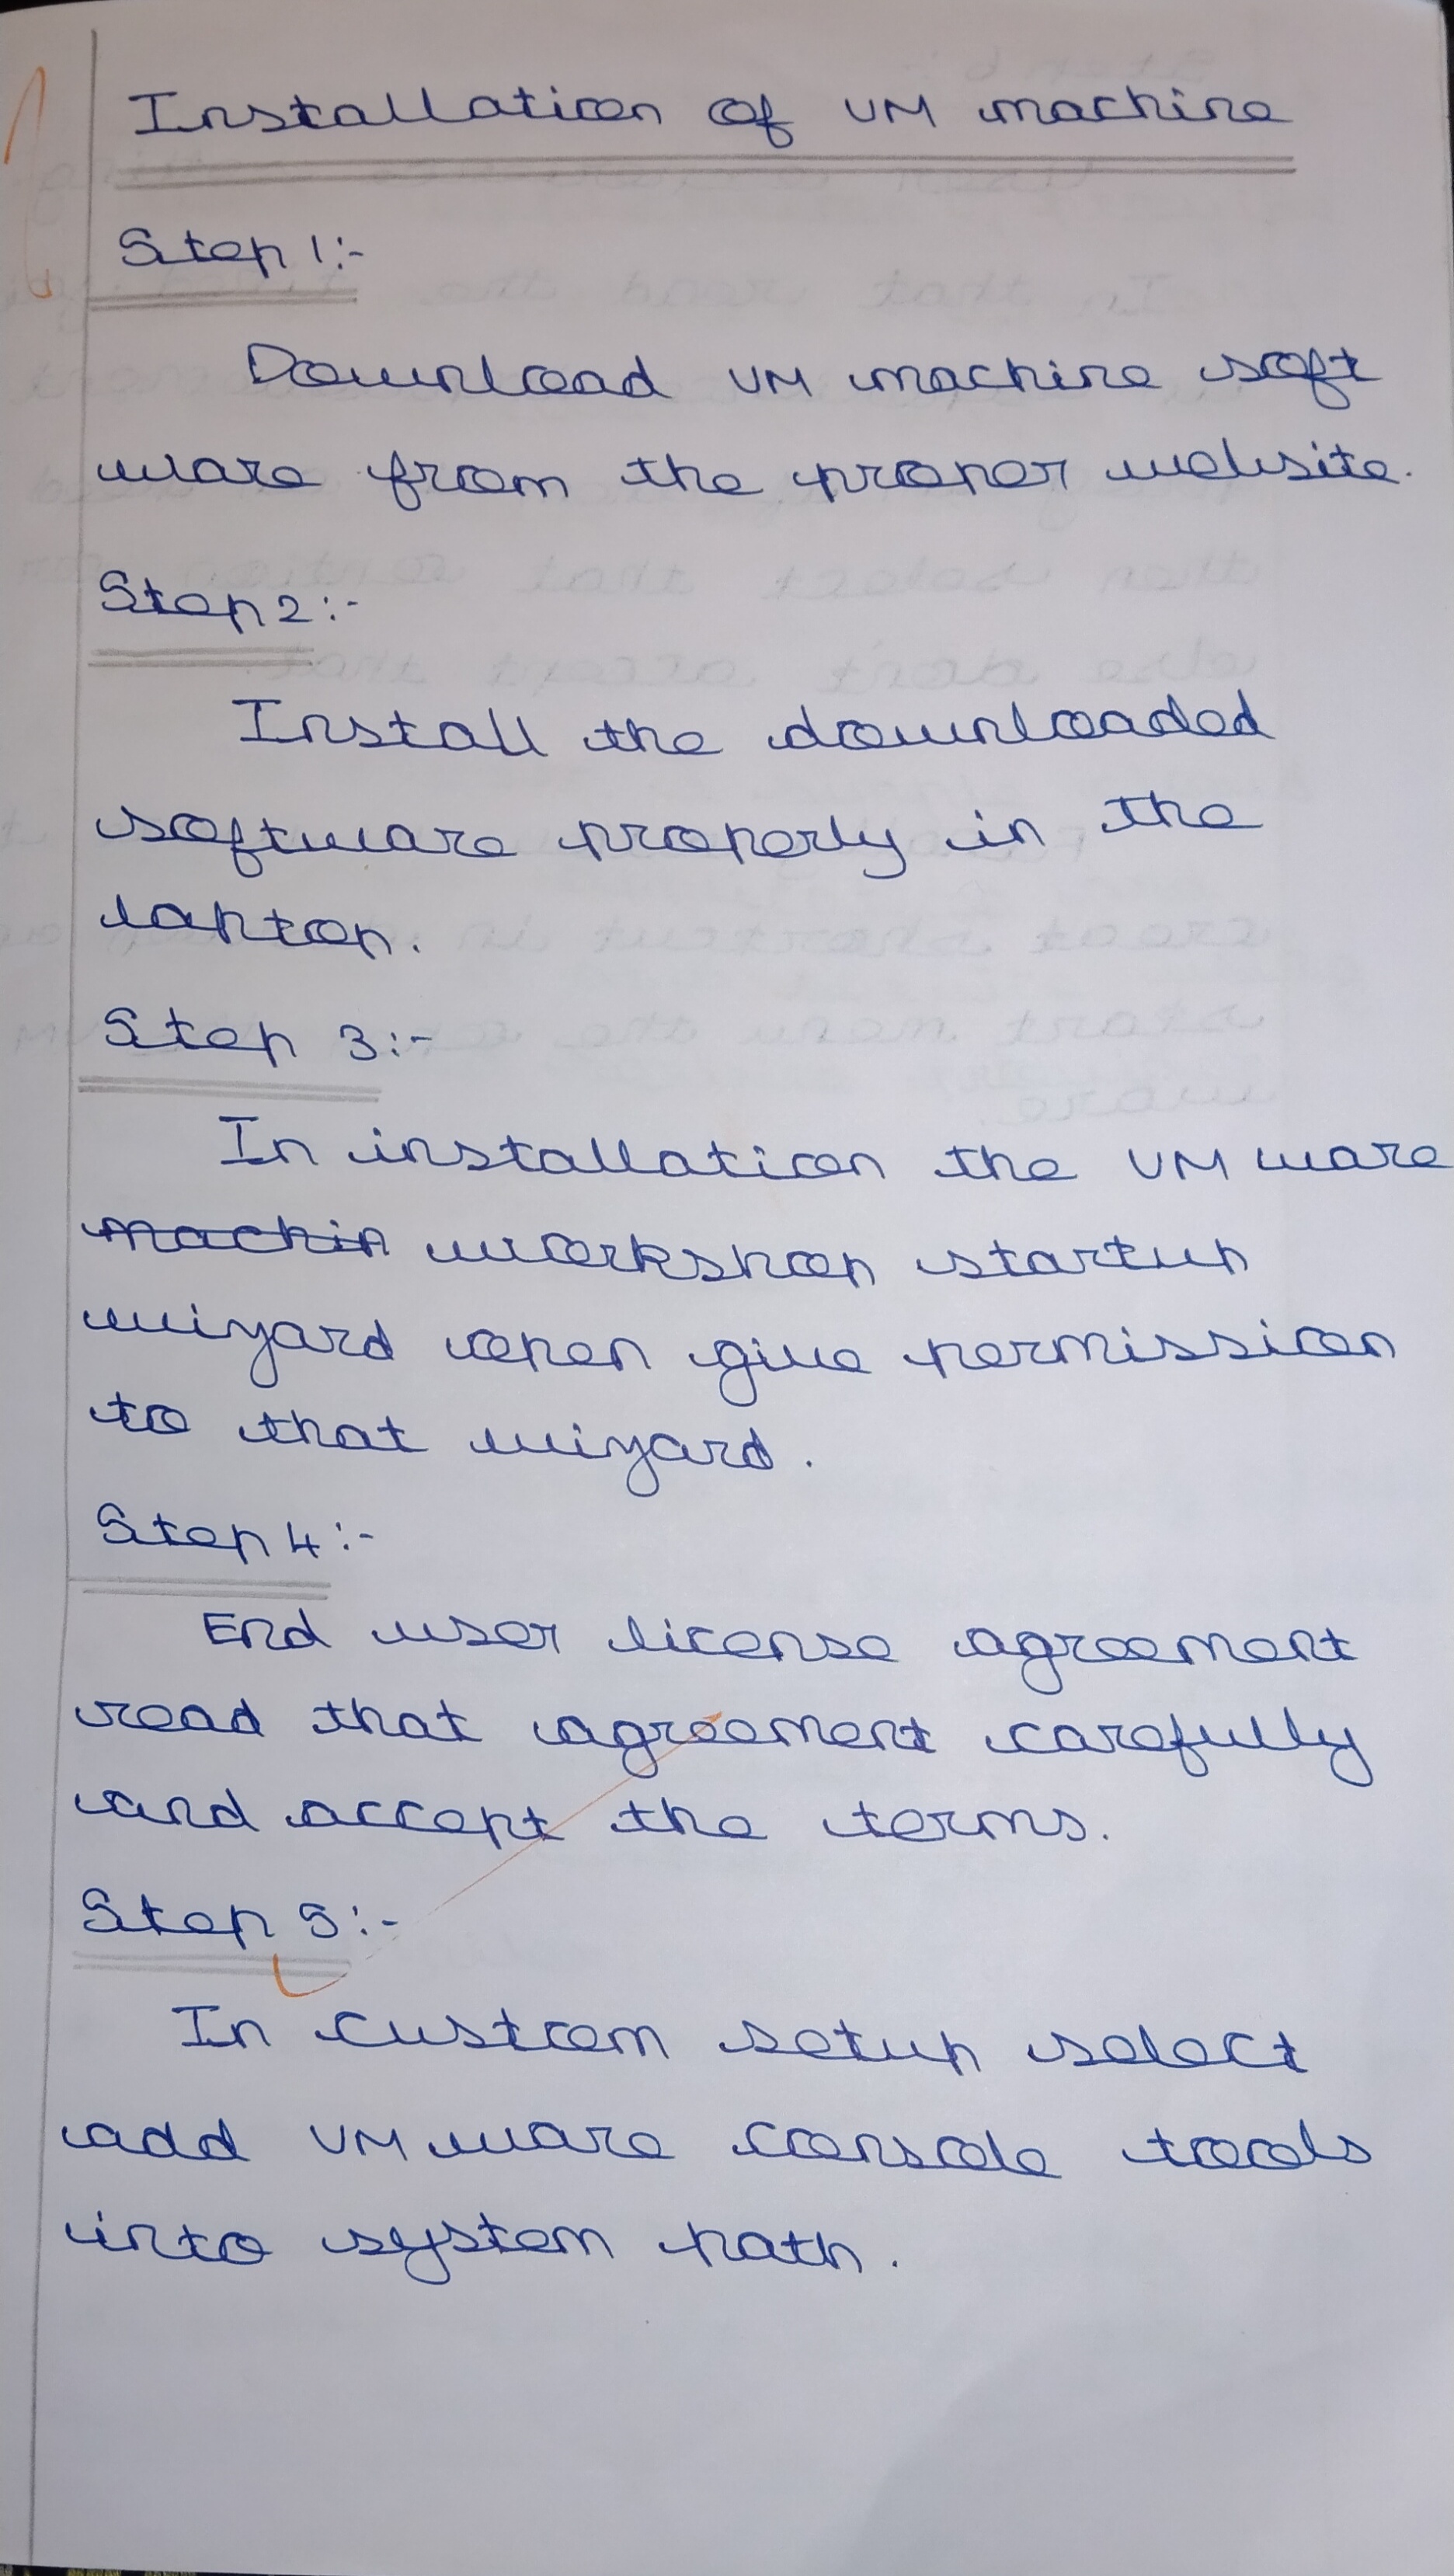 Installation of VM machine
Step 1:-
Download VM machine soft
ware from the proper website.
Step 2:-
Install the downloaded
software properly in the
laptop.
Step 3:-
In installation the VM ware
machin workshop startup
wizard open give permission
to that wizard.
Step 4:-
End user license agreement
read that agreement carefully
and accept the terms.
Step 5:-
In custom setup select
add VM ware console tools
into system path.